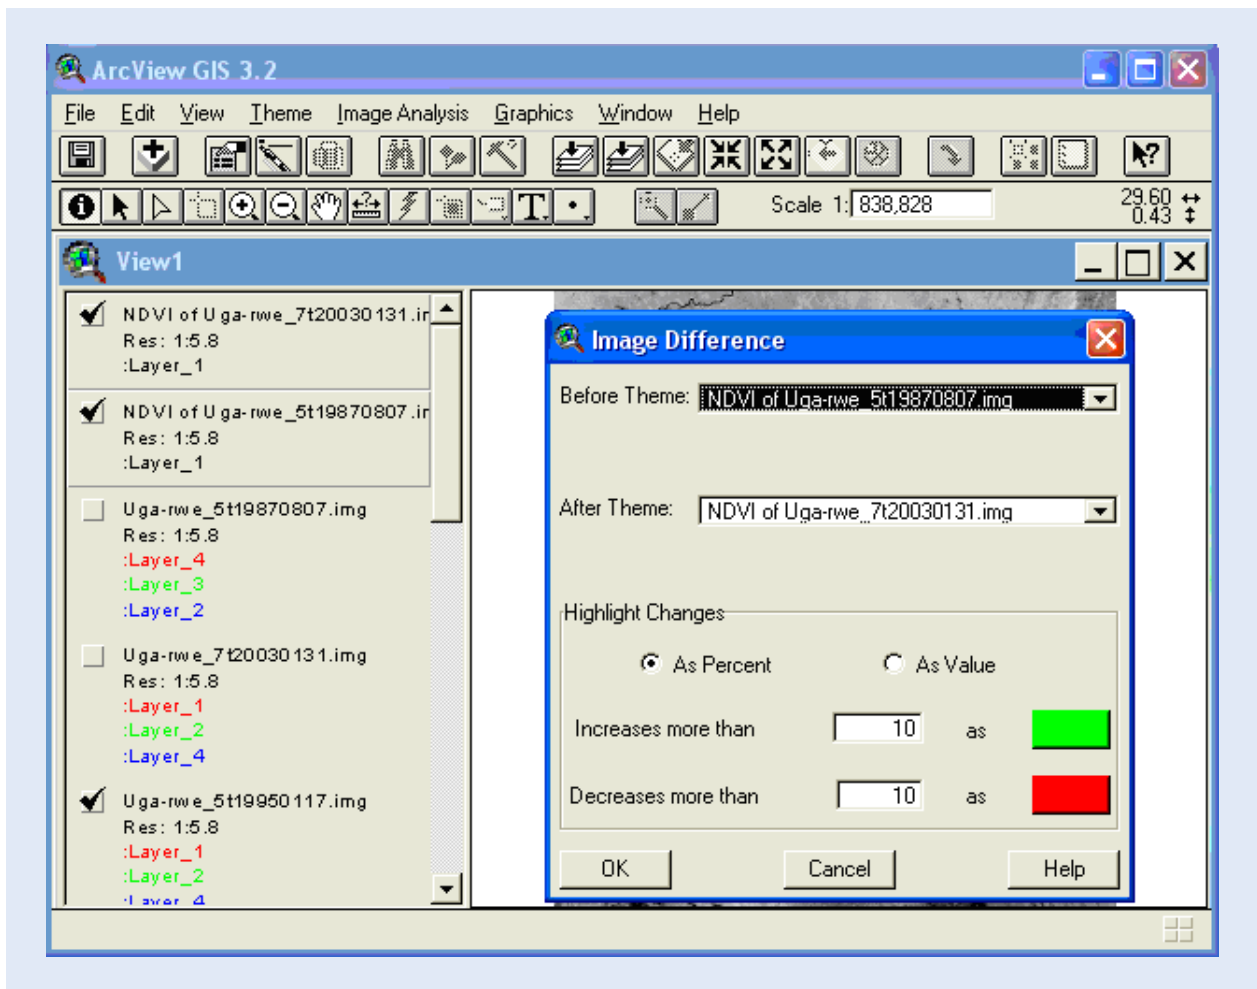 ArcView GIS 3.2
File Edit View Theme Image Analysis Graphics Window Help
T
Scale 1: 838,828
29.60
0.43
View1
NDVI of Uga-rwe_7t20030131.ir
Res: 1:5.8
:Layer_1
NDVI of Uga-rwe_5t19870807.ir
Res: 1:5.8
:Layer_1
Uga-rwe_5t19870807.img
Res: 1:5.8
:Layer_4
:Layer_3
:Layer_2
Uga-rwe_7t20030131.img
Res: 1:5.8
:Layer_1
:Layer_2
:Layer_4
Uga-rwe_5t19950117.img
Res: 1:5.8
:Layer_1
:Layer_2
:Layer_4
Image Difference
Before Theme: NDVI of Uga-rwe_5t19870807.img
After Theme: NDVI of Uga-rwe_7t20030131.img
Highlight Changes
As Percent As Value
Increases more than 10 as
Decreases more than 10 as
OK Cancel Help